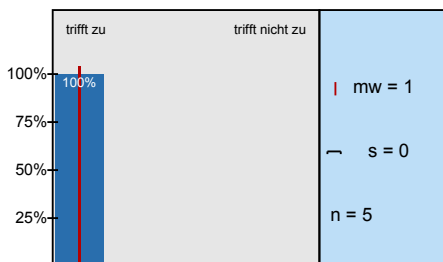 trifft zu trifft nicht zu
100%
100%
75%
50%
25%
mw = 1
s = 0
n = 5